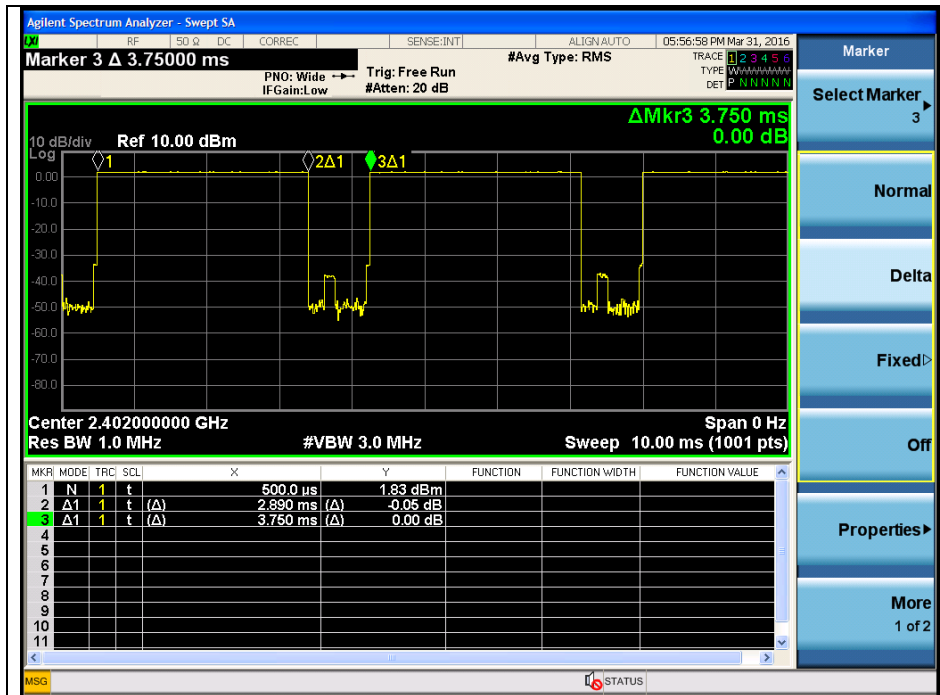 Agilent Spectrum Analyzer - Swept SA
LXI RF 50 Ω DC CORREC SENSE:INT ALIGNAUTO 05:56:58 PM Mar 31, 2016
Marker 3 Δ 3.75000 ms
PNO: Wide
IFGain:Low
Trig: Free Run
#Atten: 20 dB
#Avg Type: RMS
TRACE 1 2 3 4 5 6
TYPE W
DET P N N N N N
ΔMkr3 3.750 ms
0.00 dB
10 dB/div Ref 10.00 dBm
Log
1 2Δ1 3Δ1
0.00
-10.0
-20.0
-30.0
-40.0
-50.0
-60.0
-70.0
-80.0
Center 2.402000000 GHz Span 0 Hz
Res BW 1.0 MHz #VBW 3.0 MHz Sweep 10.00 ms (1001 pts)
MKR MODE TRC SCL X Y FUNCTION FUNCTION WIDTH FUNCTION VALUE
1 N 1 t 500.0 µs 1.83 dBm
2 Δ1 1 t (Δ) 2.890 ms (Δ) -0.05 dB
3 Δ1 1 t (Δ) 3.750 ms (Δ) 0.00 dB
4
5
6
7
8
9
10
11
MSG STATUS
Marker
Select Marker
3
Normal
Delta
Fixed
Off
Properties
More
1 of 2